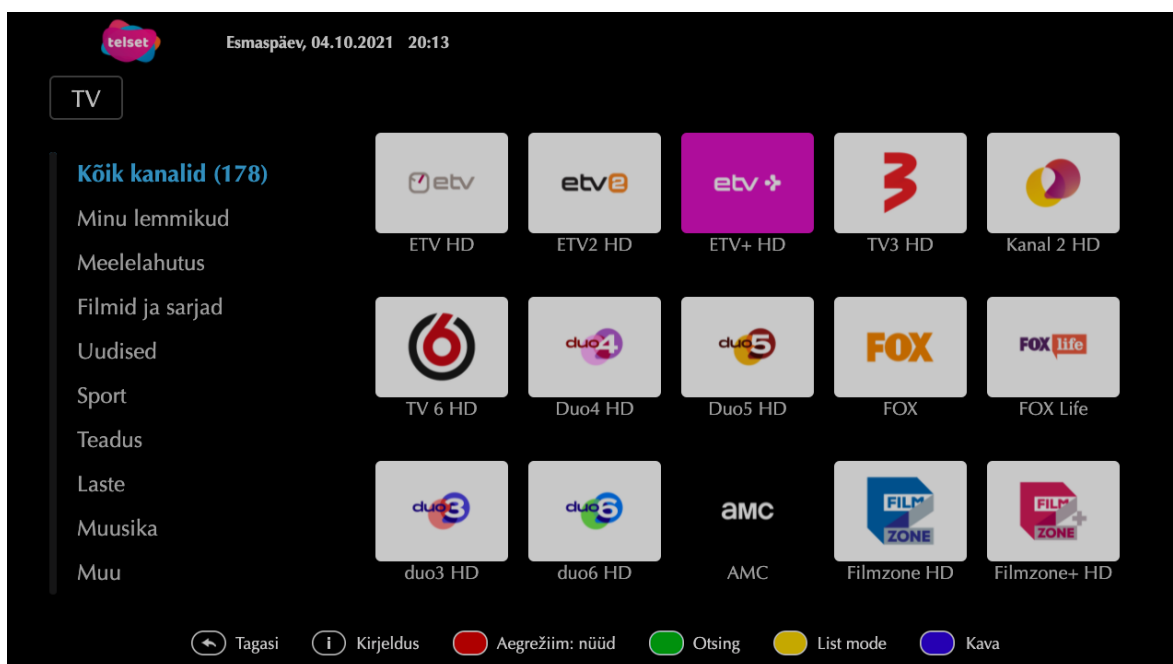 telset
Esmaspäev, 04.10.2021 20:13
TV
Kõik kanalid (178)
Minu lemmikud
Meelelahutus
Filmid ja sarjad
Uudised
Sport
Teadus
Laste
Muusika
Muu
etv etv2 etv 3
ETV HD ETV2 HD ETV+ HD TV3 HD Kanal 2 HD
6 duo4 duo5 FOX FOX life
TV 6 HD Duo4 HD Duo5 HD FOX FOX Life
duo3 duo6 aMC FILM ZONE FILM ZONE+
duo3 HD duo6 HD AMC Filmzone HD Filmzone+ HD
Tagasi i Kirjeldus Aegrežiim: nüüd Otsing List mode Kava